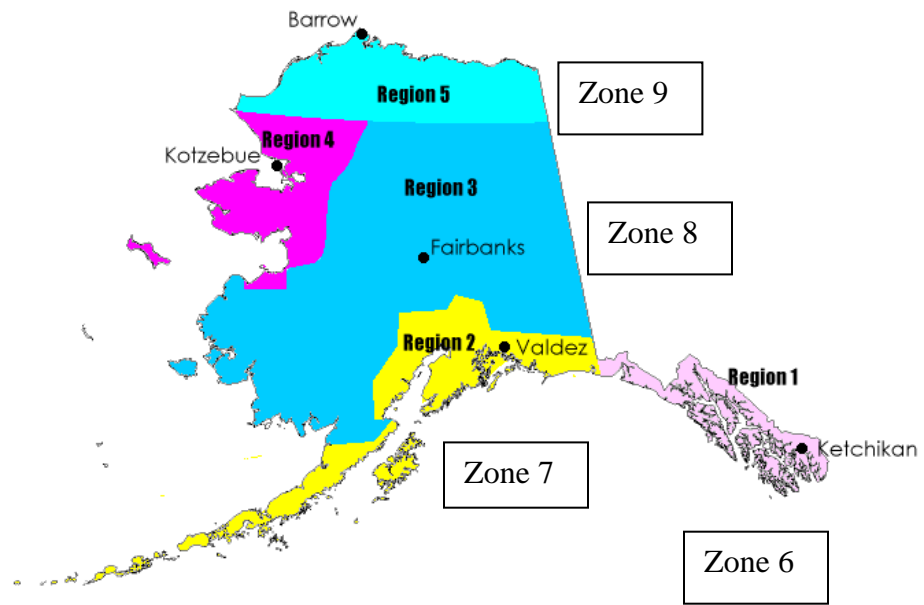 Barrow
Region 5
Zone 9
Region 4
Kotzebue
Region 3
Zone 8
Fairbanks
Region 2
Valdez
Region 1
Ketchikan
Zone 7
Zone 6